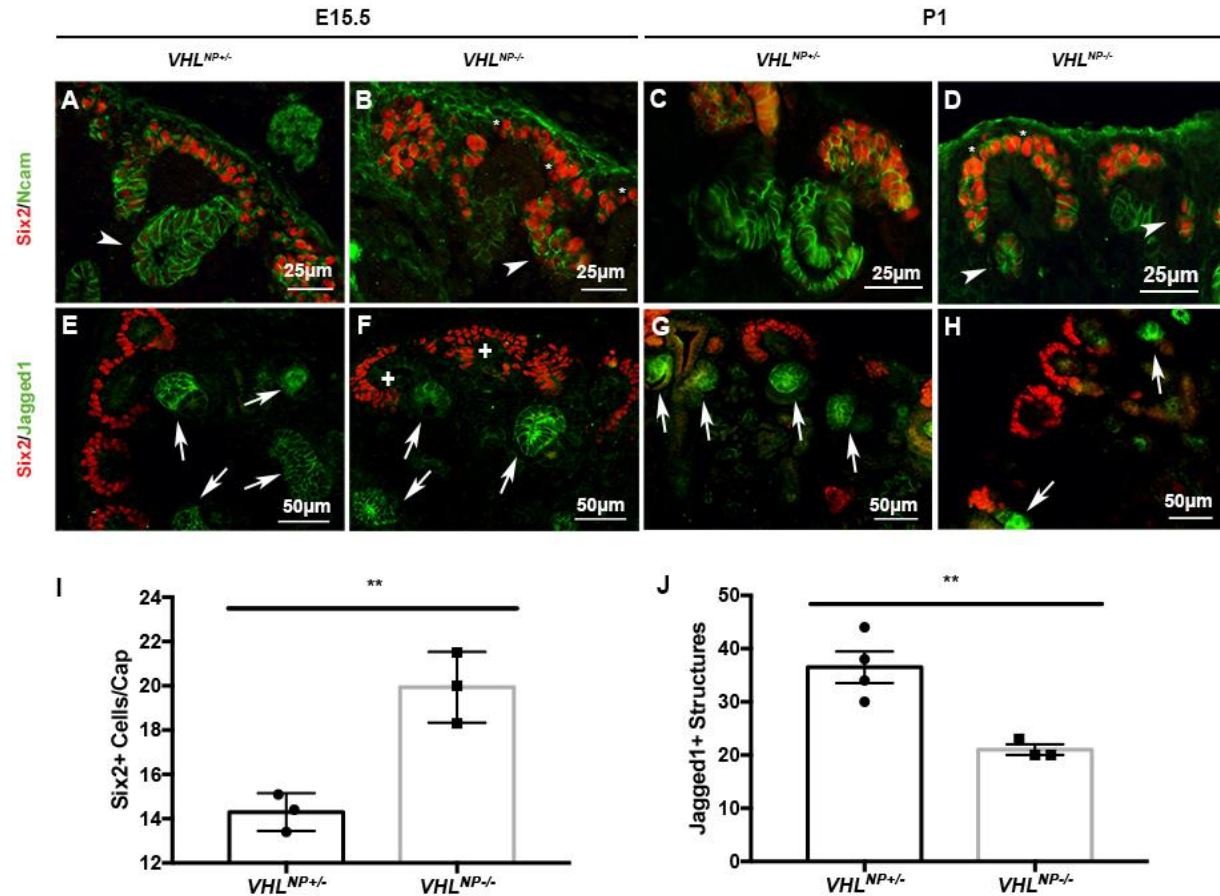 E15.5 P1
VHL^NP+/- VHL^NP-/- VHL^NP+/- VHL^NP-/-
Six2/Ncam
A B C D
* * * * *
25µm 25µm 25µm 25µm
Six2/Jagged1
E F G H
+ +
50µm 50µm 50µm 50µm
I J
** **
Six2+ Cells/Cap
24
22
20
18
16
14
12
VHL^NP+/- VHL^NP-/-
Jagged1+ Structures
50
40
30
20
10
0
VHL^NP+/- VHL^NP-/-